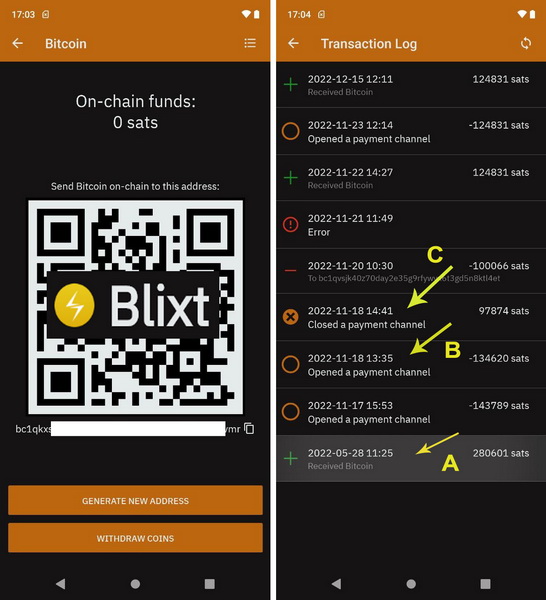 17:03
Bitcoin
On-chain funds:
0 sats
Send Bitcoin on-chain to this address:
Blixt
bc1qkxs ymr
GENERATE NEW ADDRESS
WITHDRAW COINS
17:04
Transaction Log
2022-12-15 12:11 124831 sats
Received Bitcoin
2022-11-23 12:14 -124831 sats
Opened a payment channel
2022-11-22 14:27 124831 sats
Received Bitcoin
2022-11-21 11:49
Error
2022-11-20 10:30 -100066 sats
To
C
2022-11-18 14:41 97874 sats
Closed a payment channel
2022-11-18 13:35 -134620 sats
B
Opened a payment channel
2022-11-17 15:53 -143789 sats
Opened a payment channel
2022-05-28 11:25 280601 sats
A
Received Bitcoin